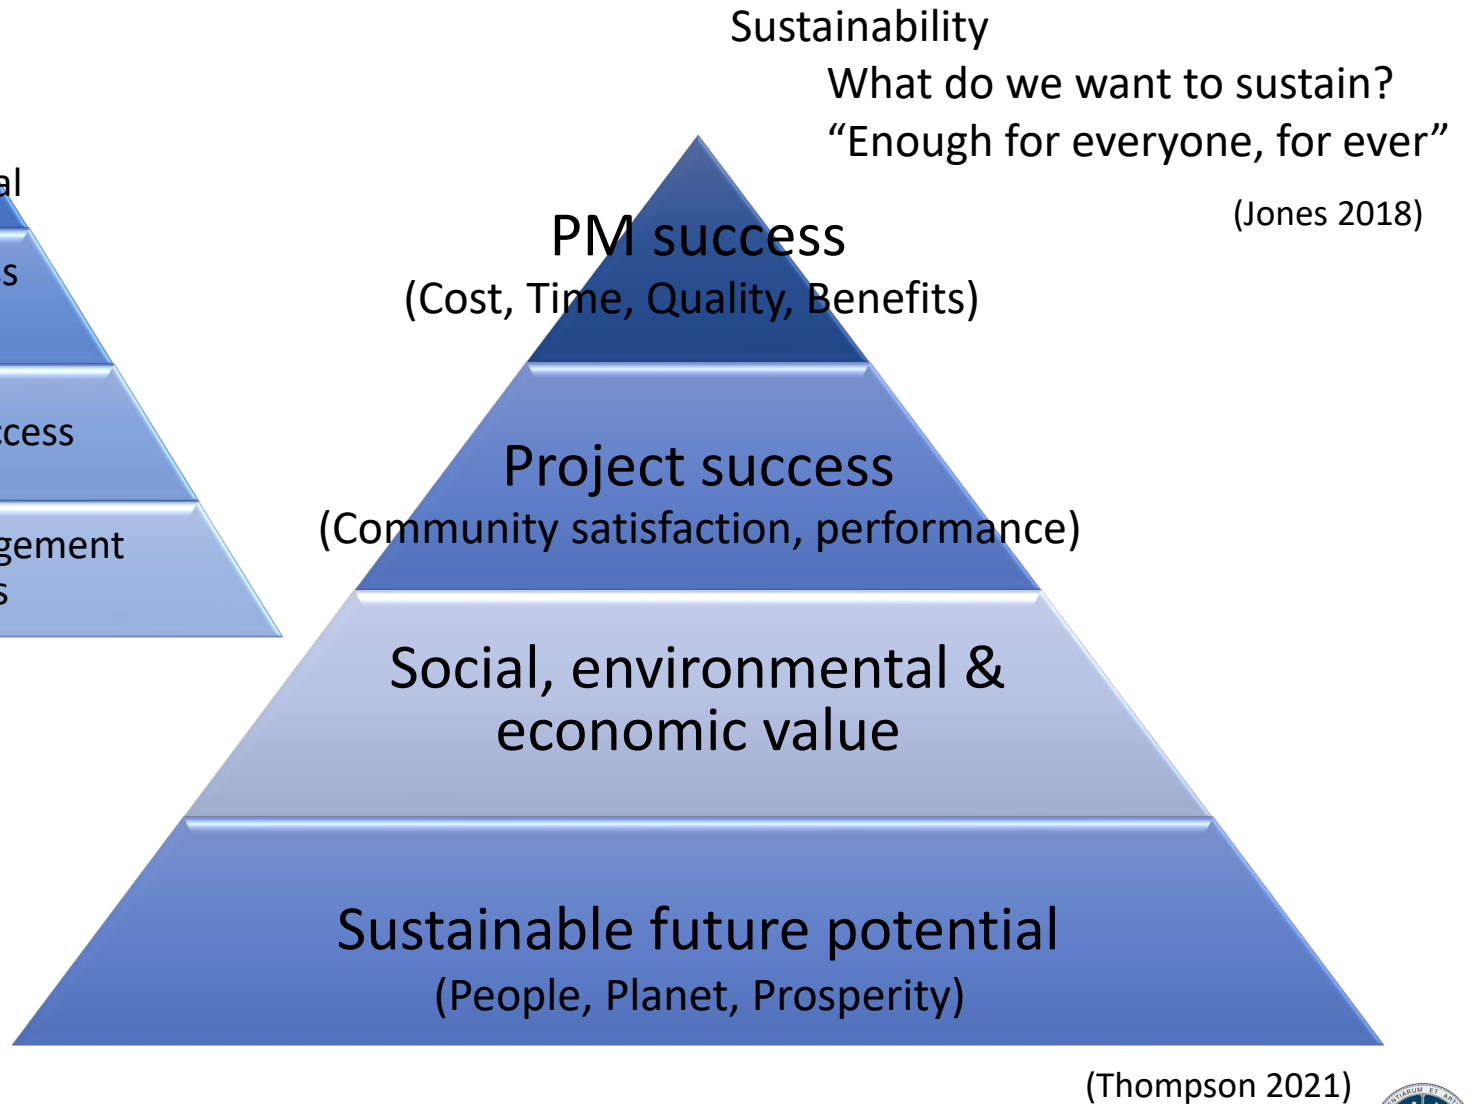 Sustainability
What do we want to sustain?
“Enough for everyone, for ever”
(Jones 2018)
PM success
(Cost, Time, Quality, Benefits)
Project success
(Community satisfaction, performance)
Social, environmental &
economic value
Sustainable future potential
(People, Planet, Prosperity)
(Thompson 2021)